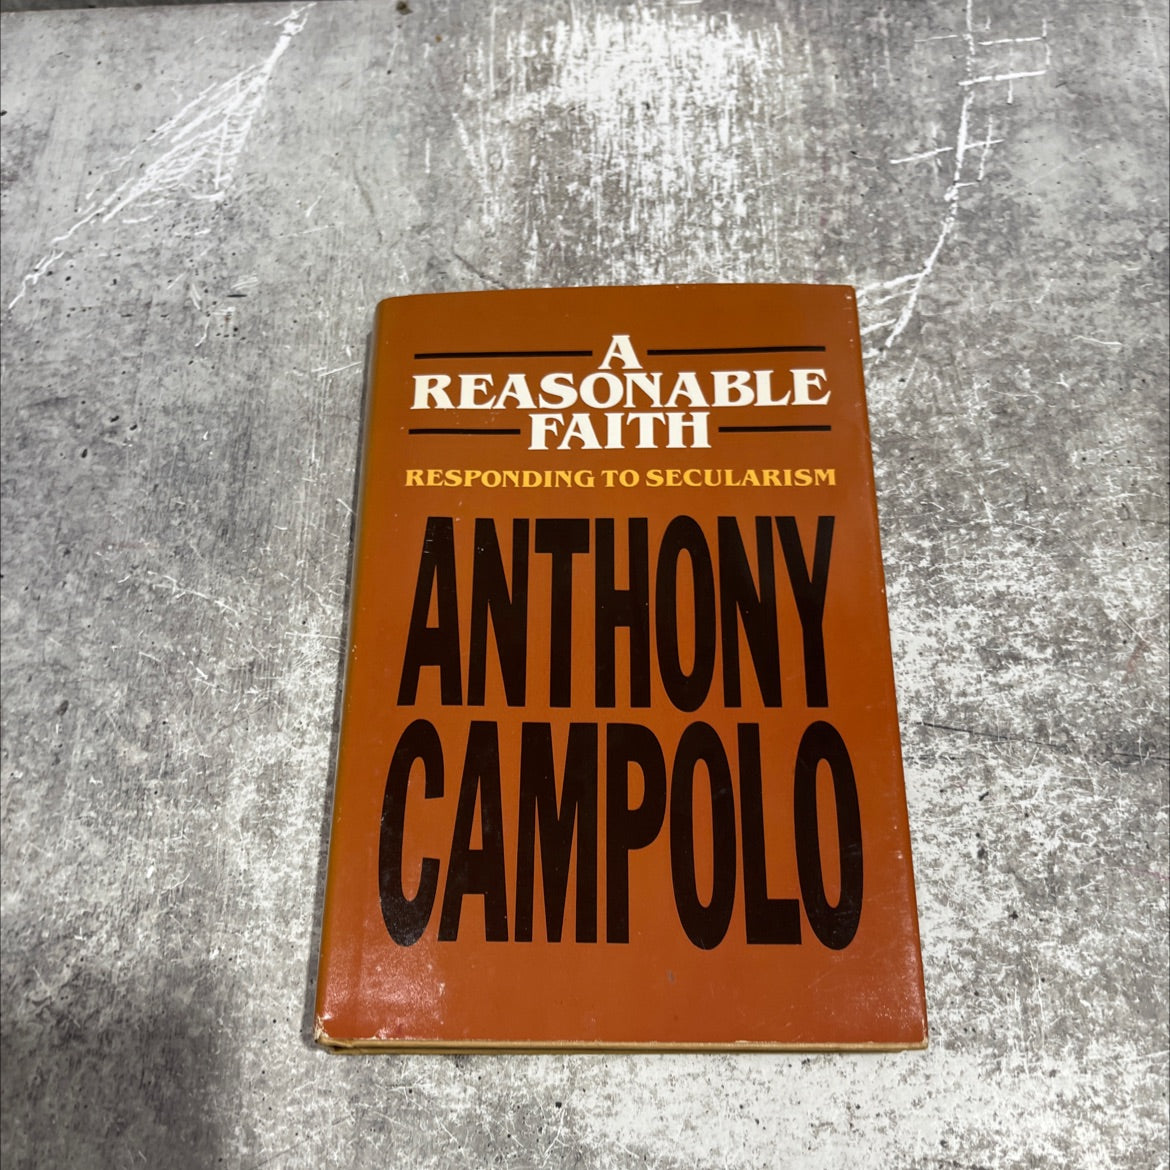 A
REASONABLE
FAITH
RESPONDING TO SECULARISM
ANTHONY
CAMPOLO